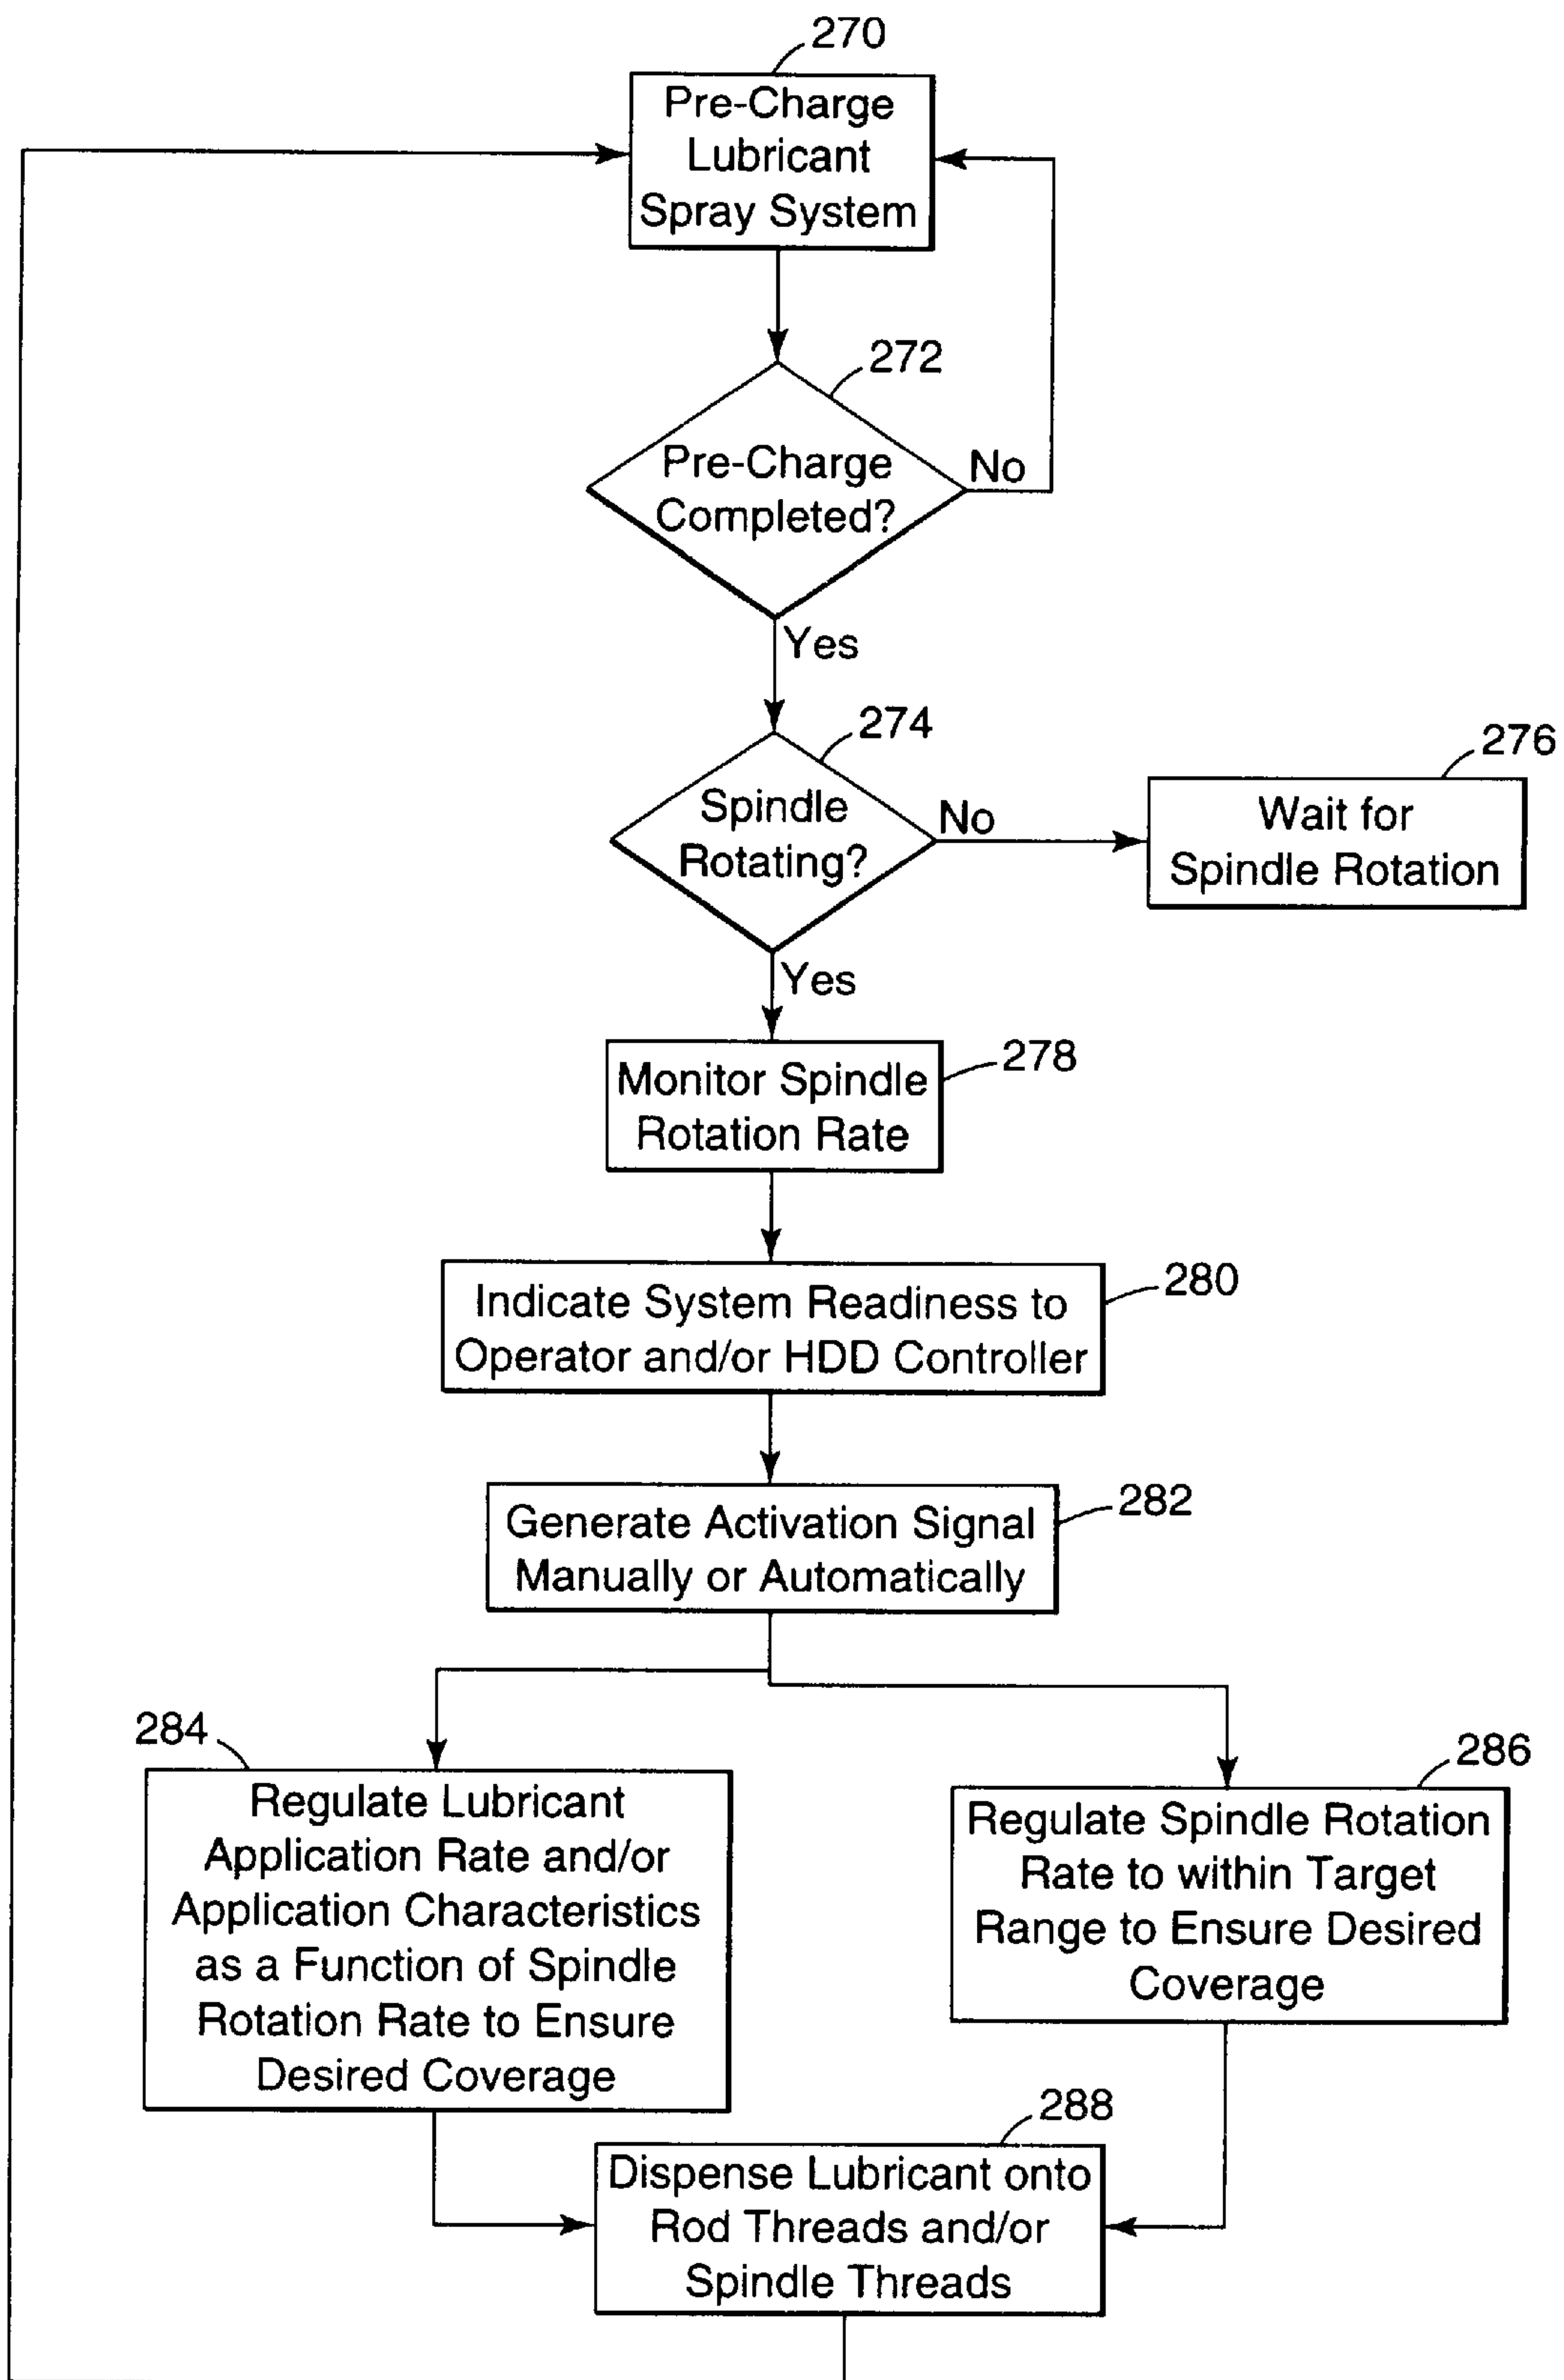 270
Pre-Charge
Lubricant
Spray System
272
Pre-Charge
Completed?
No
Yes
274
Spindle
Rotating?
No
276
Wait for
Spindle Rotation
Yes
278
Monitor Spindle
Rotation Rate
280
Indicate System Readiness to
Operator and/or HDD Controller
282
Generate Activation Signal
Manually or Automatically
284
Regulate Lubricant
Application Rate and/or
Application Characteristics
as a Function of Spindle
Rotation Rate to Ensure
Desired Coverage
286
Regulate Spindle Rotation
Rate to within Target
Range to Ensure Desired
Coverage
288
Dispense Lubricant onto
Rod Threads and/or
Spindle Threads